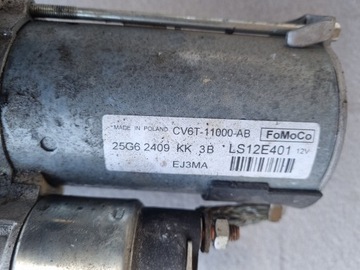 MADE IN POLAND CV6T-11000-AB FoMoCo
25G6 2409 KK 3B LS12E401 12V
EJ3MA